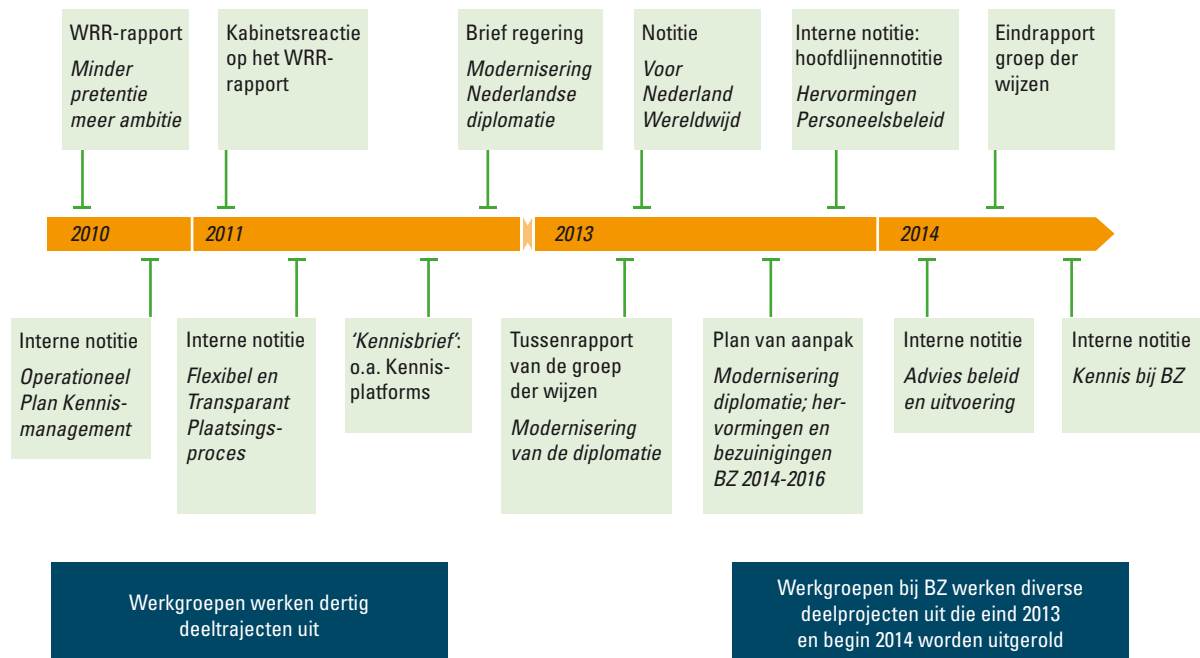 WRR-rapport
Minder
pretentie
meer ambitie
Kabinetsreactie
op het WRR-
rapport
Brief regering
Modernisering
Nederlandse
diplomatie
Notitie
Voor
Nederland
Wereldwijd
Interne notitie:
hoofdlijnennotitie
Hervormingen
Personeelsbeleid
Eindrapport
groep der
wijzen
2010
2011
2013
2014
Interne notitie
Operationeel
Plan Kennis-
management
Interne notitie
Flexibel en
Transparant
Plaatsings-
proces
‘Kennisbrief’:
o.a. Kennis-
platforms
Tussenrapport
van de groep
der wijzen
Modernisering
van de diplomatie
Plan van aanpak
Modernisering
diplomatie; her-
vormingen en
bezuinigingen
BZ 2014-2016
Interne notitie
Advies beleid
en uitvoering
Interne notitie
Kennis bij BZ
Werkgroepen werken dertig
deeltrajecten uit
Werkgroepen bij BZ werken diverse
deelprojecten uit die eind 2013
en begin 2014 worden uitgerold